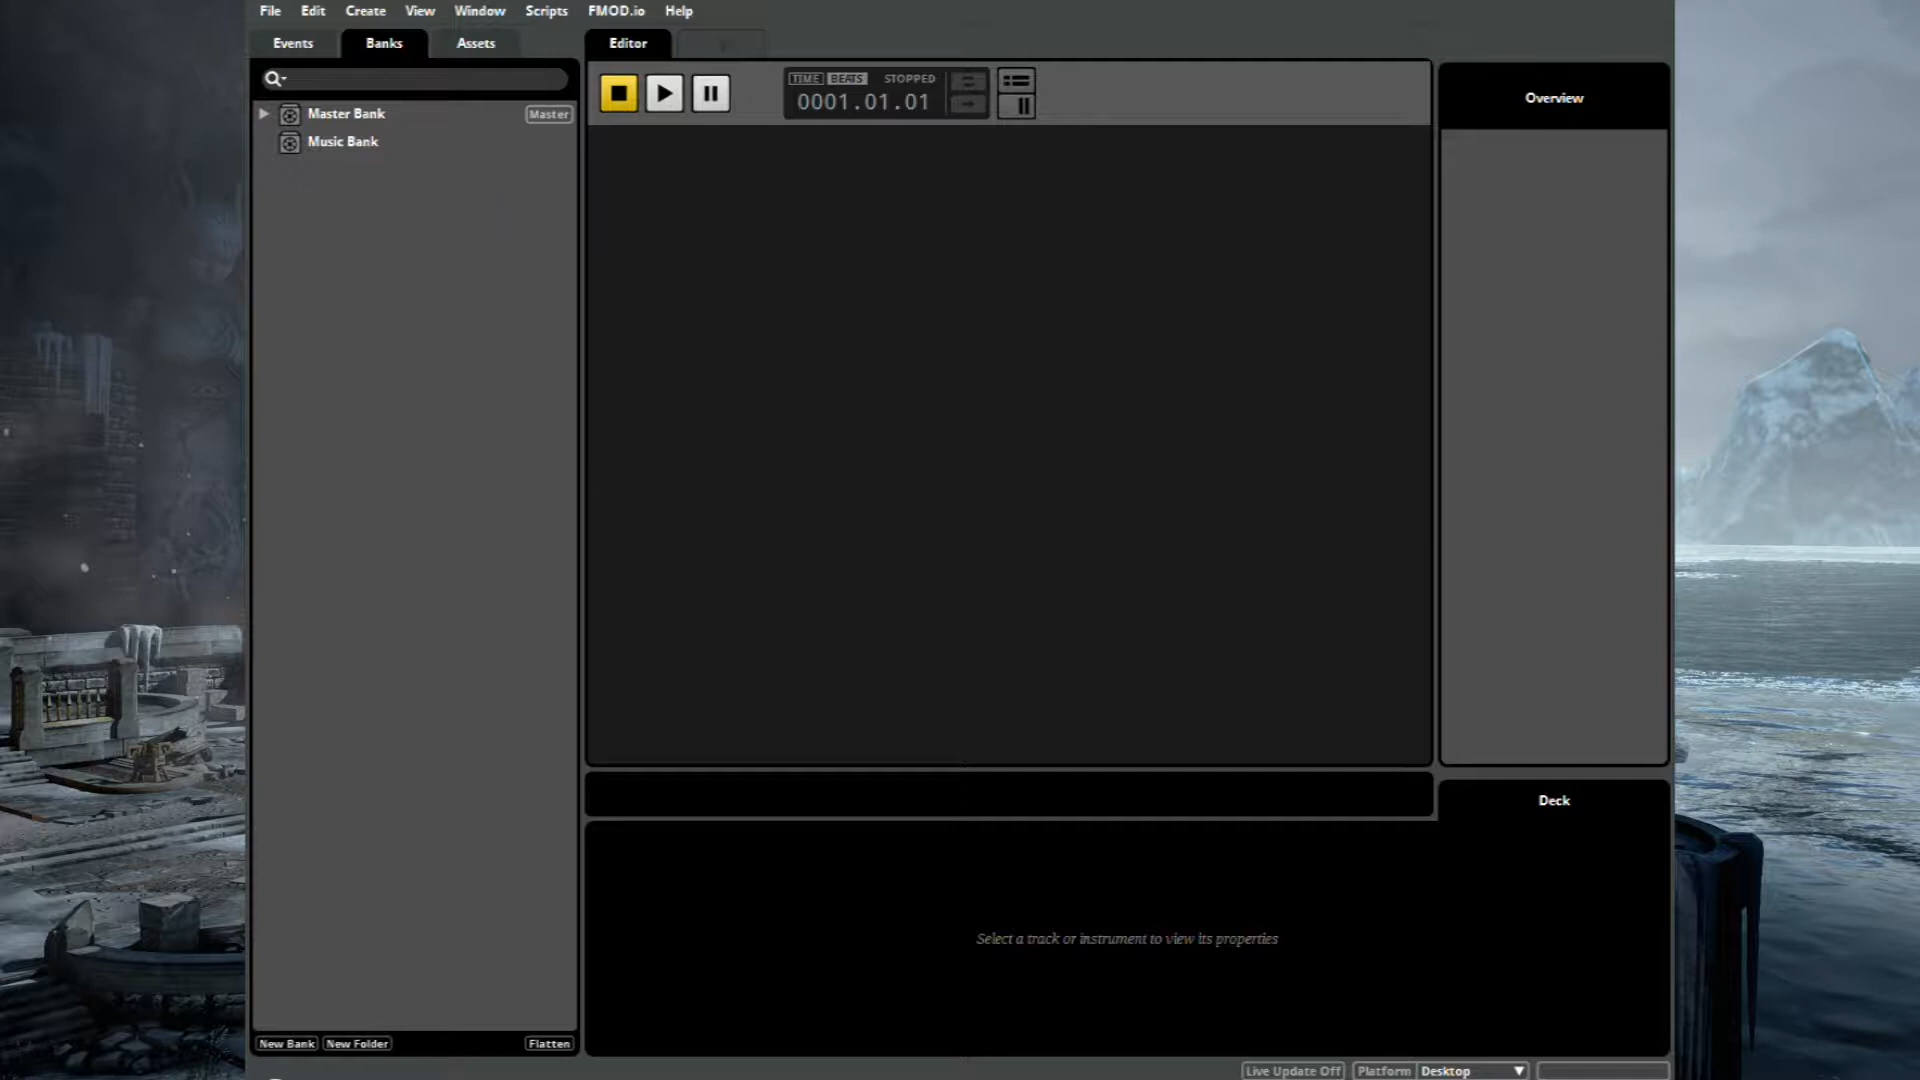 File Edit Create View Window Scripts FMOD.io Help
Events Banks Assets Editor
TIME BEATS STOPPED
0001.01.01
Overview
Master Bank Master
Music Bank
Deck
Select a track or instrument to view its properties
New Bank New Folder Flatten
Live Update Off Platform Desktop